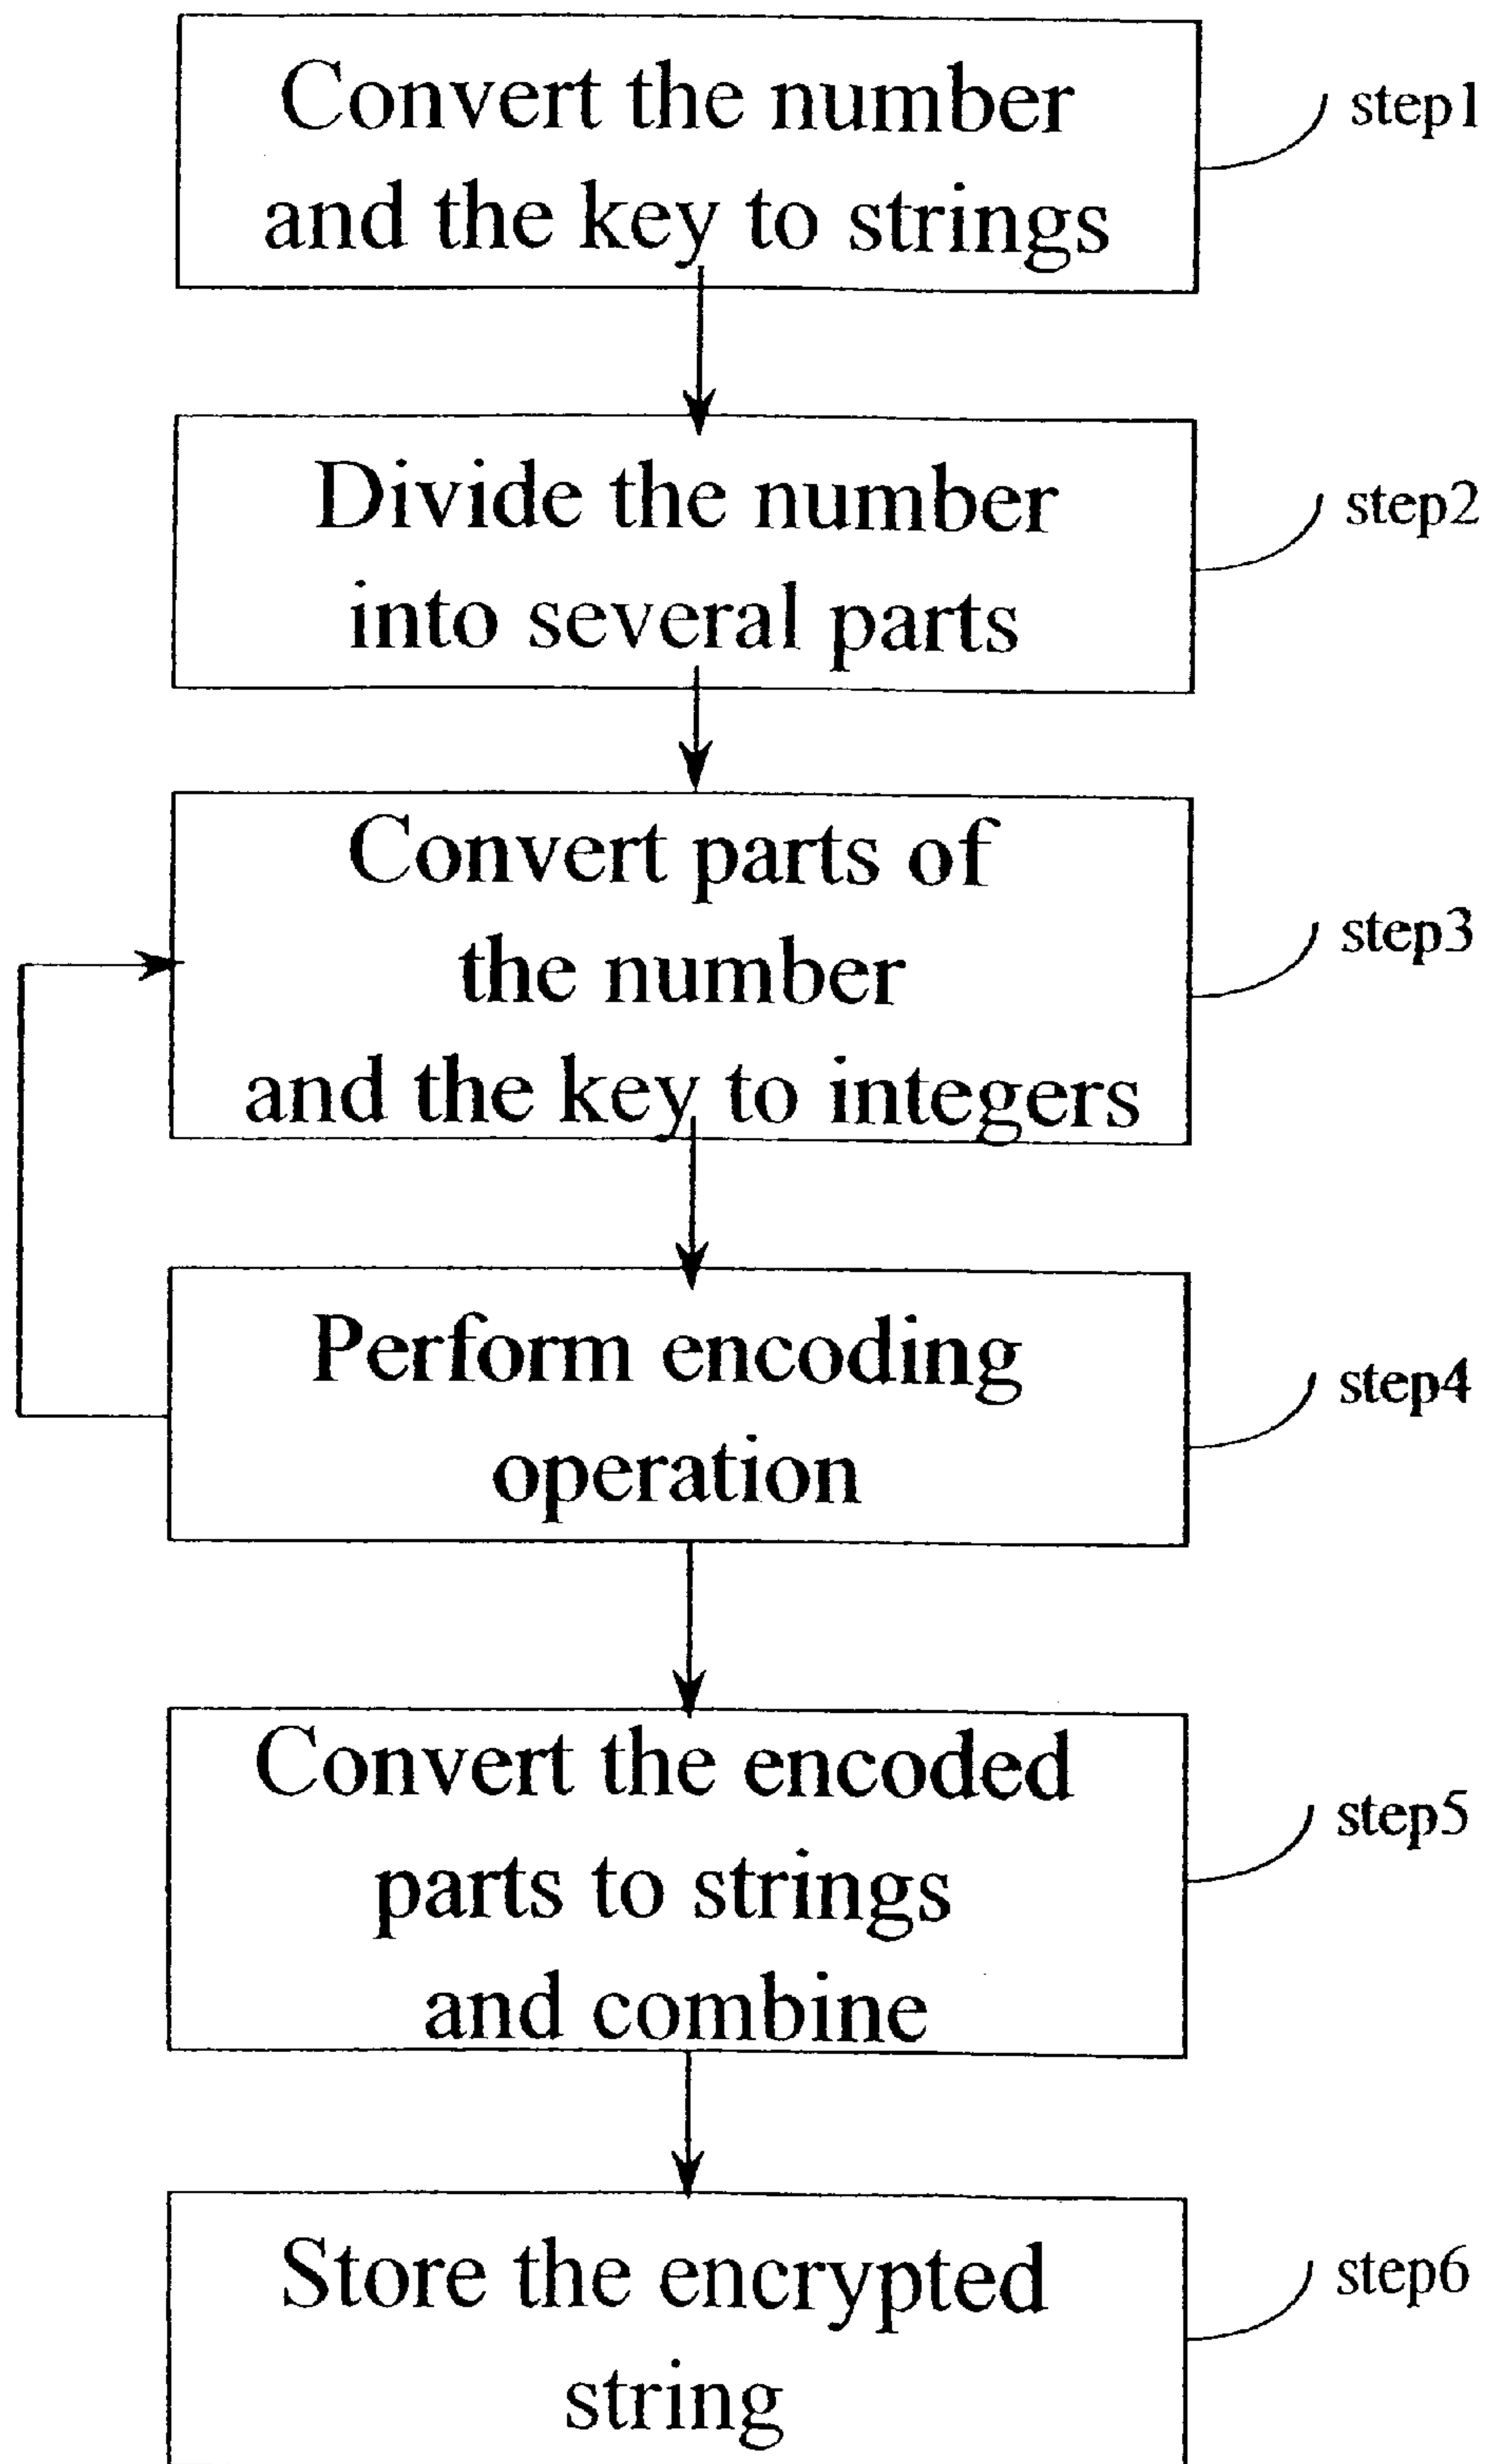 Convert the number
and the key to strings
step1
Divide the number
into several parts
step2
Convert parts of
the number
and the key to integers
step3
Perform encoding
operation
step4
Convert the encoded
parts to strings
and combine
step5
Store the encrypted
string
step6